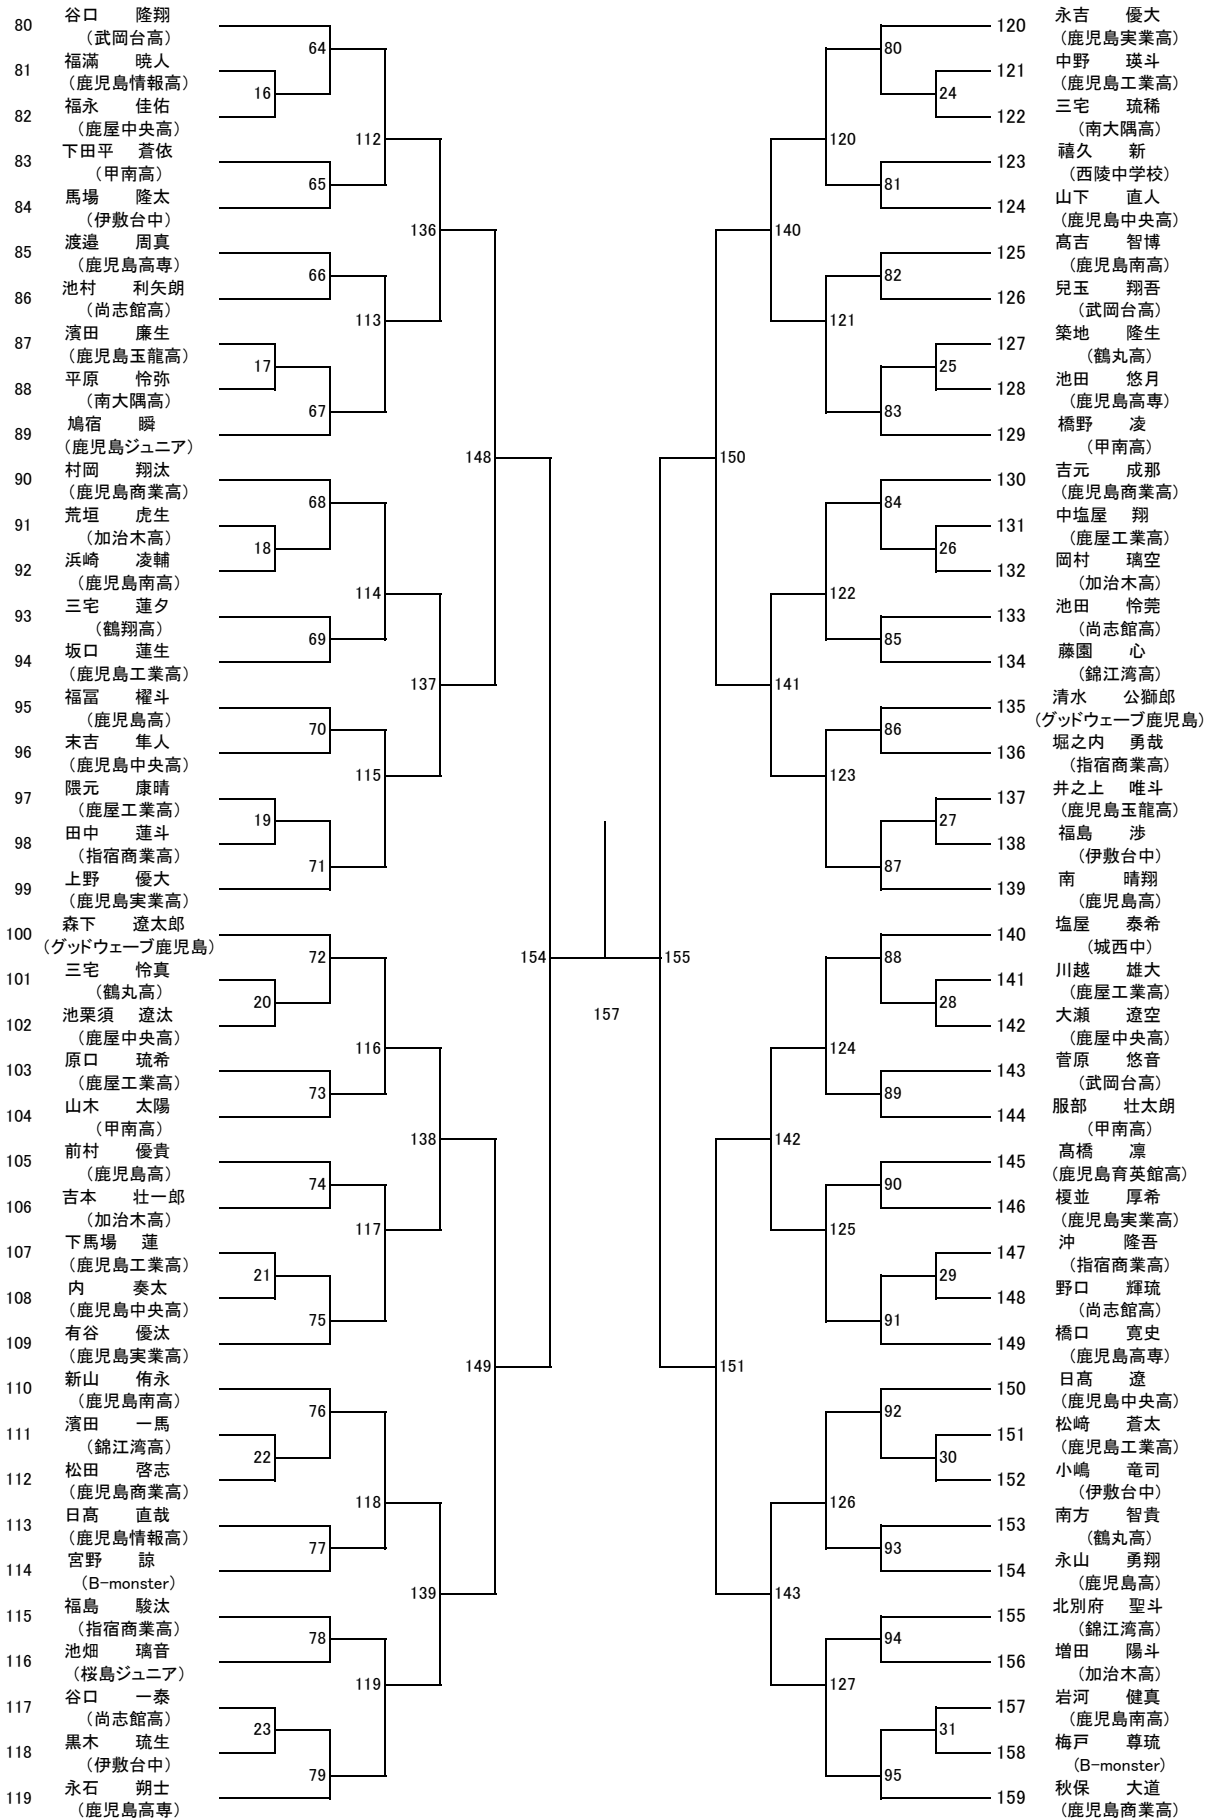 80 谷口 隆翔
(武岡台高)
81 福滿 暁人
(鹿児島情報高)
82 福永 佳佑
(鹿屋中央高)
83 下田平 蒼依
(甲南高)
84 馬場 隆太
(伊敷台中)
85 渡邉 周真
(鹿児島高専)
86 池村 利矢朗
(尚志館高)
87 濱田 廉生
(鹿児島玉龍高)
88 平原 怜弥
(南大隅高)
89 鳩宿 瞬
(鹿児島ジュニア)
90 村岡 翔汰
(鹿児島商業高)
91 荒垣 虎生
(加治木高)
92 浜崎 凌輔
(鹿児島南高)
93 三宅 蓮夕
(鶴翔高)
94 坂口 蓮生
(鹿児島工業高)
95 福冨 櫂斗
(鹿児島高)
96 末吉 隼人
(鹿児島中央高)
97 隈元 康晴
(鹿屋工業高)
98 田中 蓮斗
(指宿商業高)
99 上野 優大
(鹿児島実業高)
100 森下 遼太郎
(グッドウェーブ鹿児島)
101 三宅 怜真
(鶴丸高)
102 池栗須 遼汰
(鹿屋中央高)
103 原口 琉希
(鹿屋工業高)
104 山木 太陽
(甲南高)
105 前村 優貴
(鹿児島高)
106 吉本 壮一郎
(加治木高)
107 下馬場 蓮
(鹿児島工業高)
108 内 奏太
(鹿児島中央高)
109 有谷 優汰
(鹿児島実業高)
110 新山 侑永
(鹿児島南高)
111 濱田 一馬
(錦江湾高)
112 松田 啓志
(鹿児島商業高)
113 日髙 直哉
(鹿児島情報高)
114 宮野 諒
(B-monster)
115 福島 駿汰
(指宿商業高)
116 池畑 璃音
(桜島ジュニア)
117 谷口 一泰
(尚志館高)
118 黒木 琉生
(伊敷台中)
119 永石 朔士
(鹿児島高専)
16
17
18
19
20
21
22
23
64
65
66
67
68
69
70
71
72
73
74
75
76
77
78
79
112
113
114
115
116
117
118
119
136
137
138
139
148
149
154
157
155
150
151
140
141
142
143
120
121
122
123
124
125
126
127
80
81
82
83
84
85
86
87
88
89
90
91
92
93
94
95
24
25
26
27
28
29
30
31
120 永吉 優大
(鹿児島実業高)
121 中野 瑛斗
(鹿児島工業高)
122 三宅 琉稀
(南大隅高)
123 禧久 新
(西陵中学校)
124 山下 直人
(鹿児島中央高)
125 髙吉 智博
(鹿児島南高)
126 兒玉 翔吾
(武岡台高)
127 築地 隆生
(鶴丸高)
128 池田 悠月
(鹿児島高専)
129 橋野 凌
(甲南高)
130 吉元 成那
(鹿児島商業高)
131 中塩屋 翔
(鹿屋工業高)
132 岡村 璃空
(加治木高)
133 池田 怜莞
(尚志館高)
134 藤園 心
(錦江湾高)
135 清水 公獅郎
(グッドウェーブ鹿児島)
136 堀之内 勇哉
(指宿商業高)
137 井之上 唯斗
(鹿児島玉龍高)
138 福島 渉
(伊敷台中)
139 南 晴翔
(鹿児島高)
140 塩屋 泰希
(城西中)
141 川越 雄大
(鹿屋工業高)
142 大瀬 遼空
(鹿屋中央高)
143 菅原 悠音
(武岡台高)
144 服部 壮太朗
(甲南高)
145 髙橋 凛
(鹿児島育英館高)
146 榎並 厚希
(鹿児島実業高)
147 沖 隆吾
(指宿商業高)
148 野口 輝琉
(尚志館高)
149 橋口 寛史
(鹿児島高専)
150 日髙 遼
(鹿児島中央高)
151 松﨑 蒼太
(鹿児島工業高)
152 小嶋 竜司
(伊敷台中)
153 南方 智貴
(鶴丸高)
154 永山 勇翔
(鹿児島高)
155 北別府 聖斗
(錦江湾高)
156 増田 陽斗
(加治木高)
157 岩河 健真
(鹿児島南高)
158 梅戸 尊琉
(B-monster)
159 秋保 大道
(鹿児島商業高)